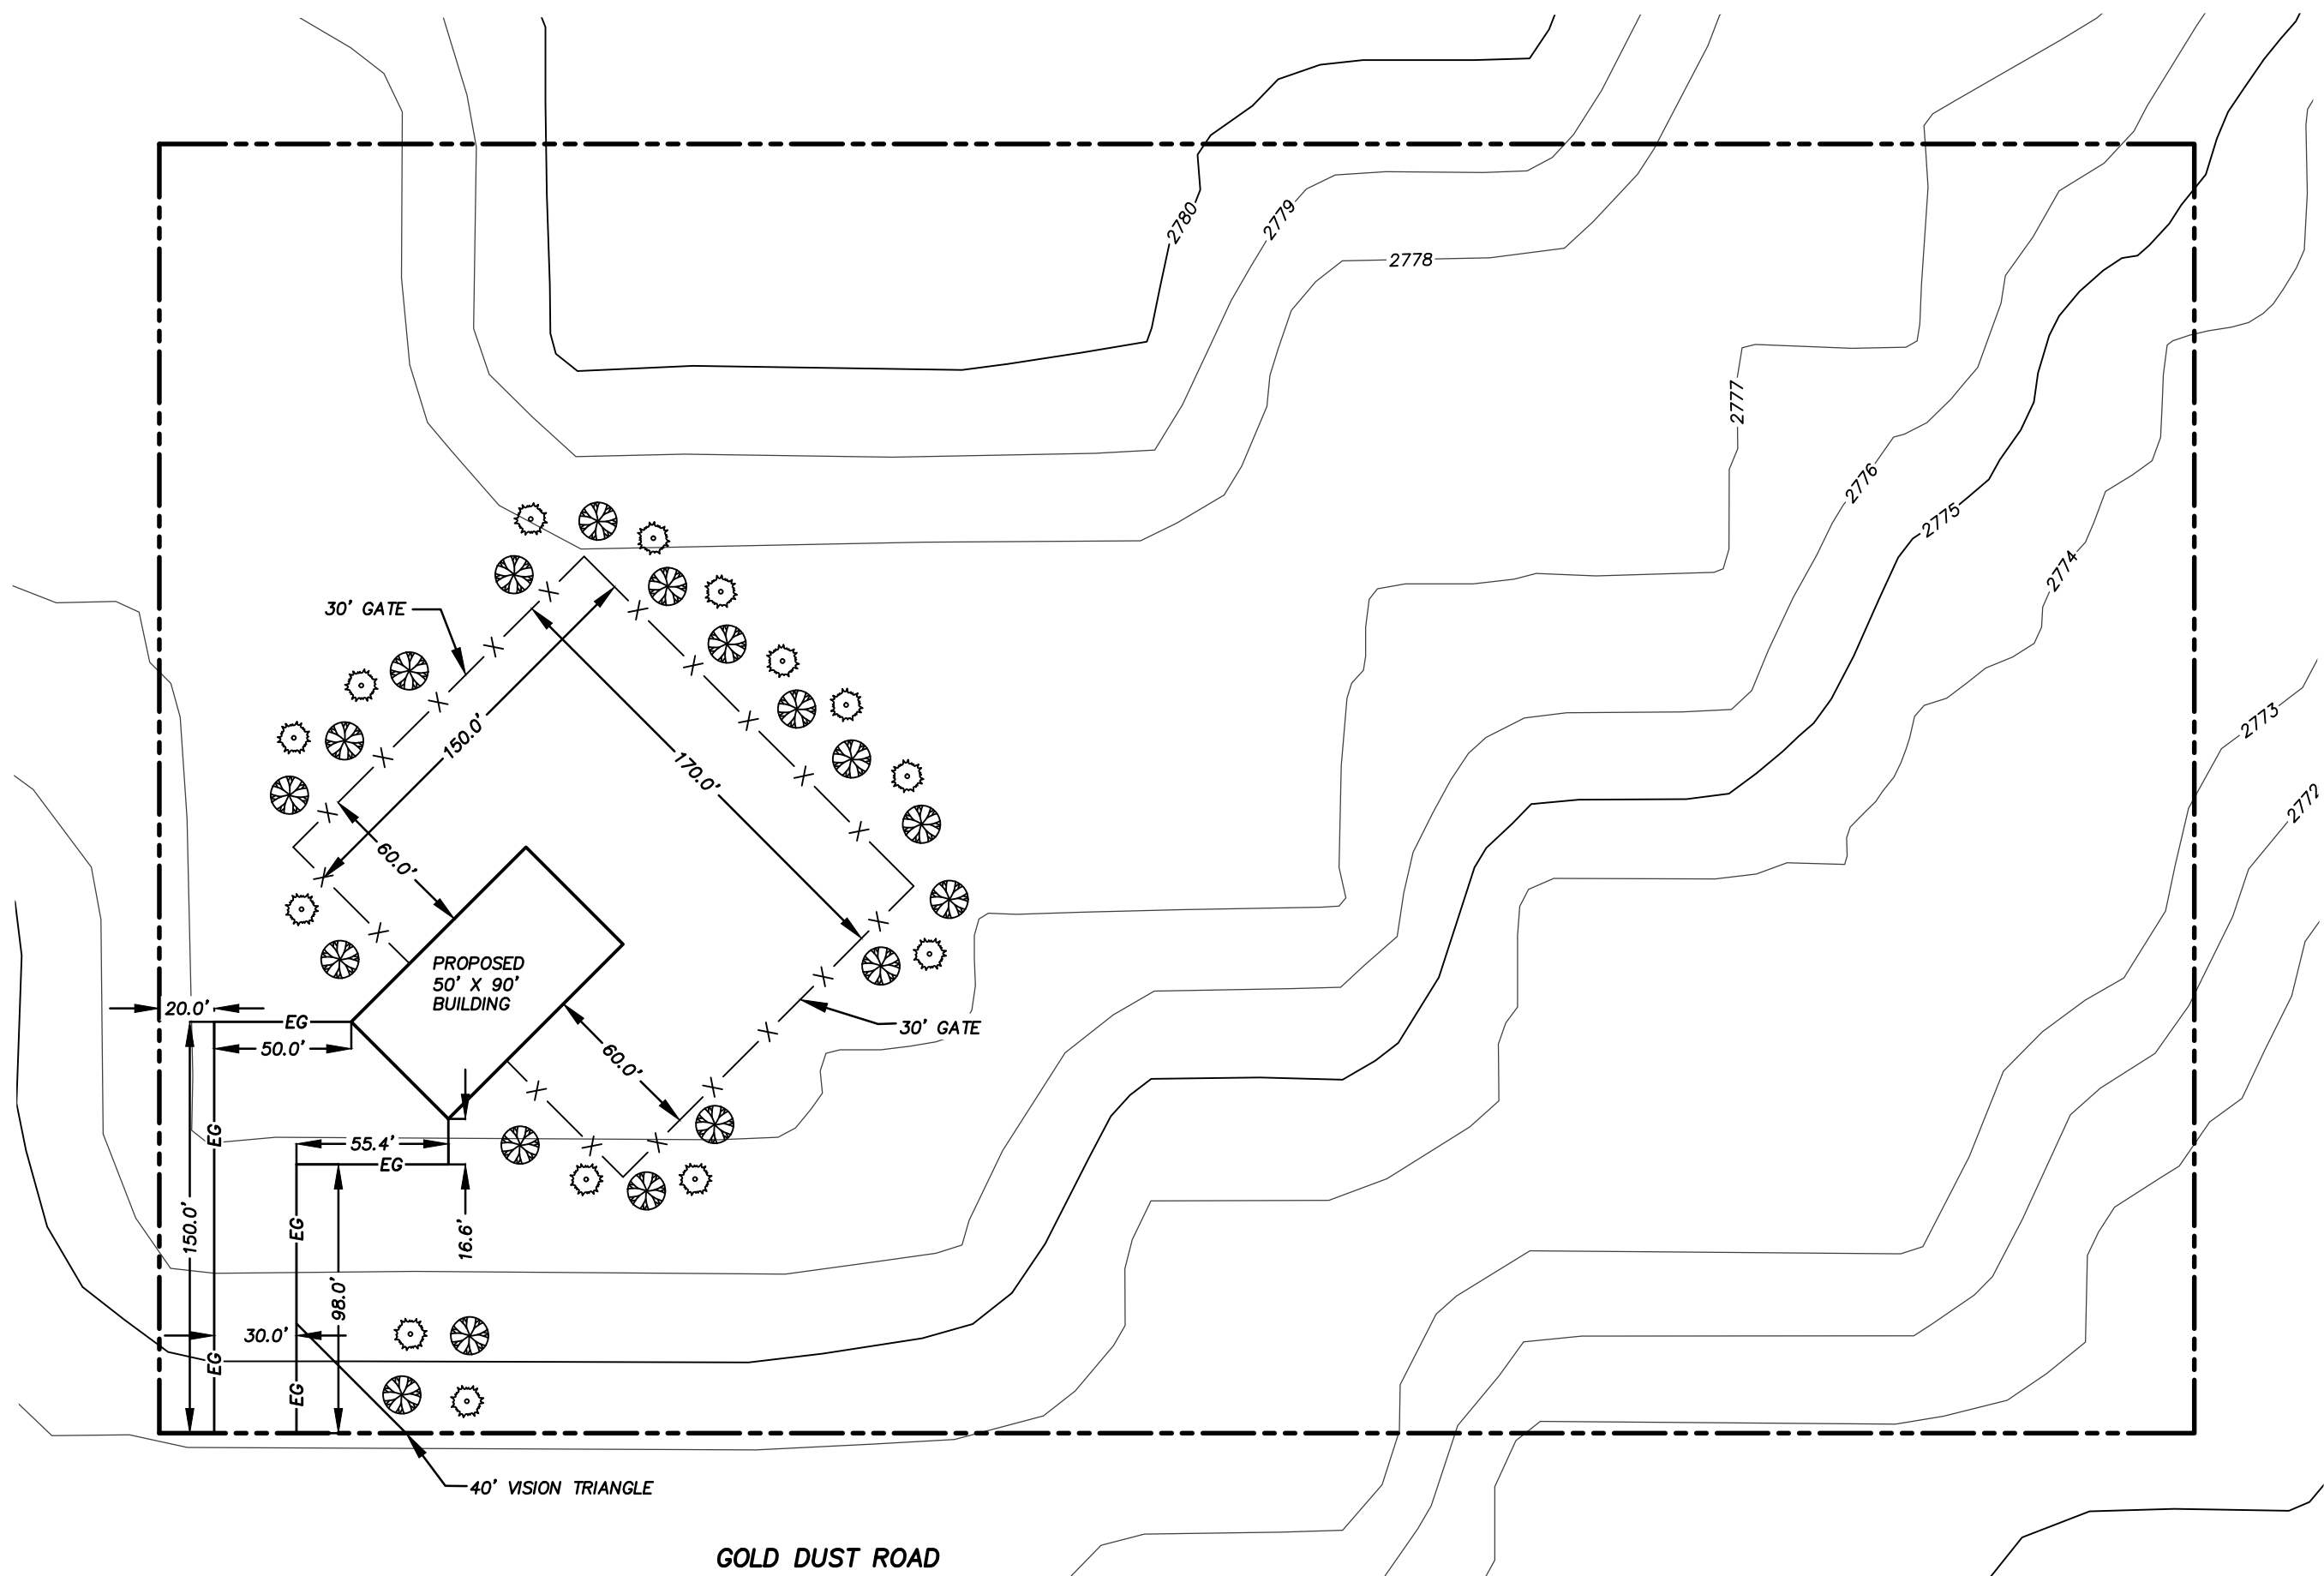 2780
2779
2778
2777
2776
2775
2774
2773
2772
30' GATE
150.0'
170.0'
60.0'
PROPOSED
50' X 90'
BUILDING
20.0'
EG
50.0'
30' GATE
60.0'
EG
55.4'
EG
150.0'
EG
16.6'
98.0'
30.0'
EG
EG
40' VISION TRIANGLE
GOLD DUST ROAD